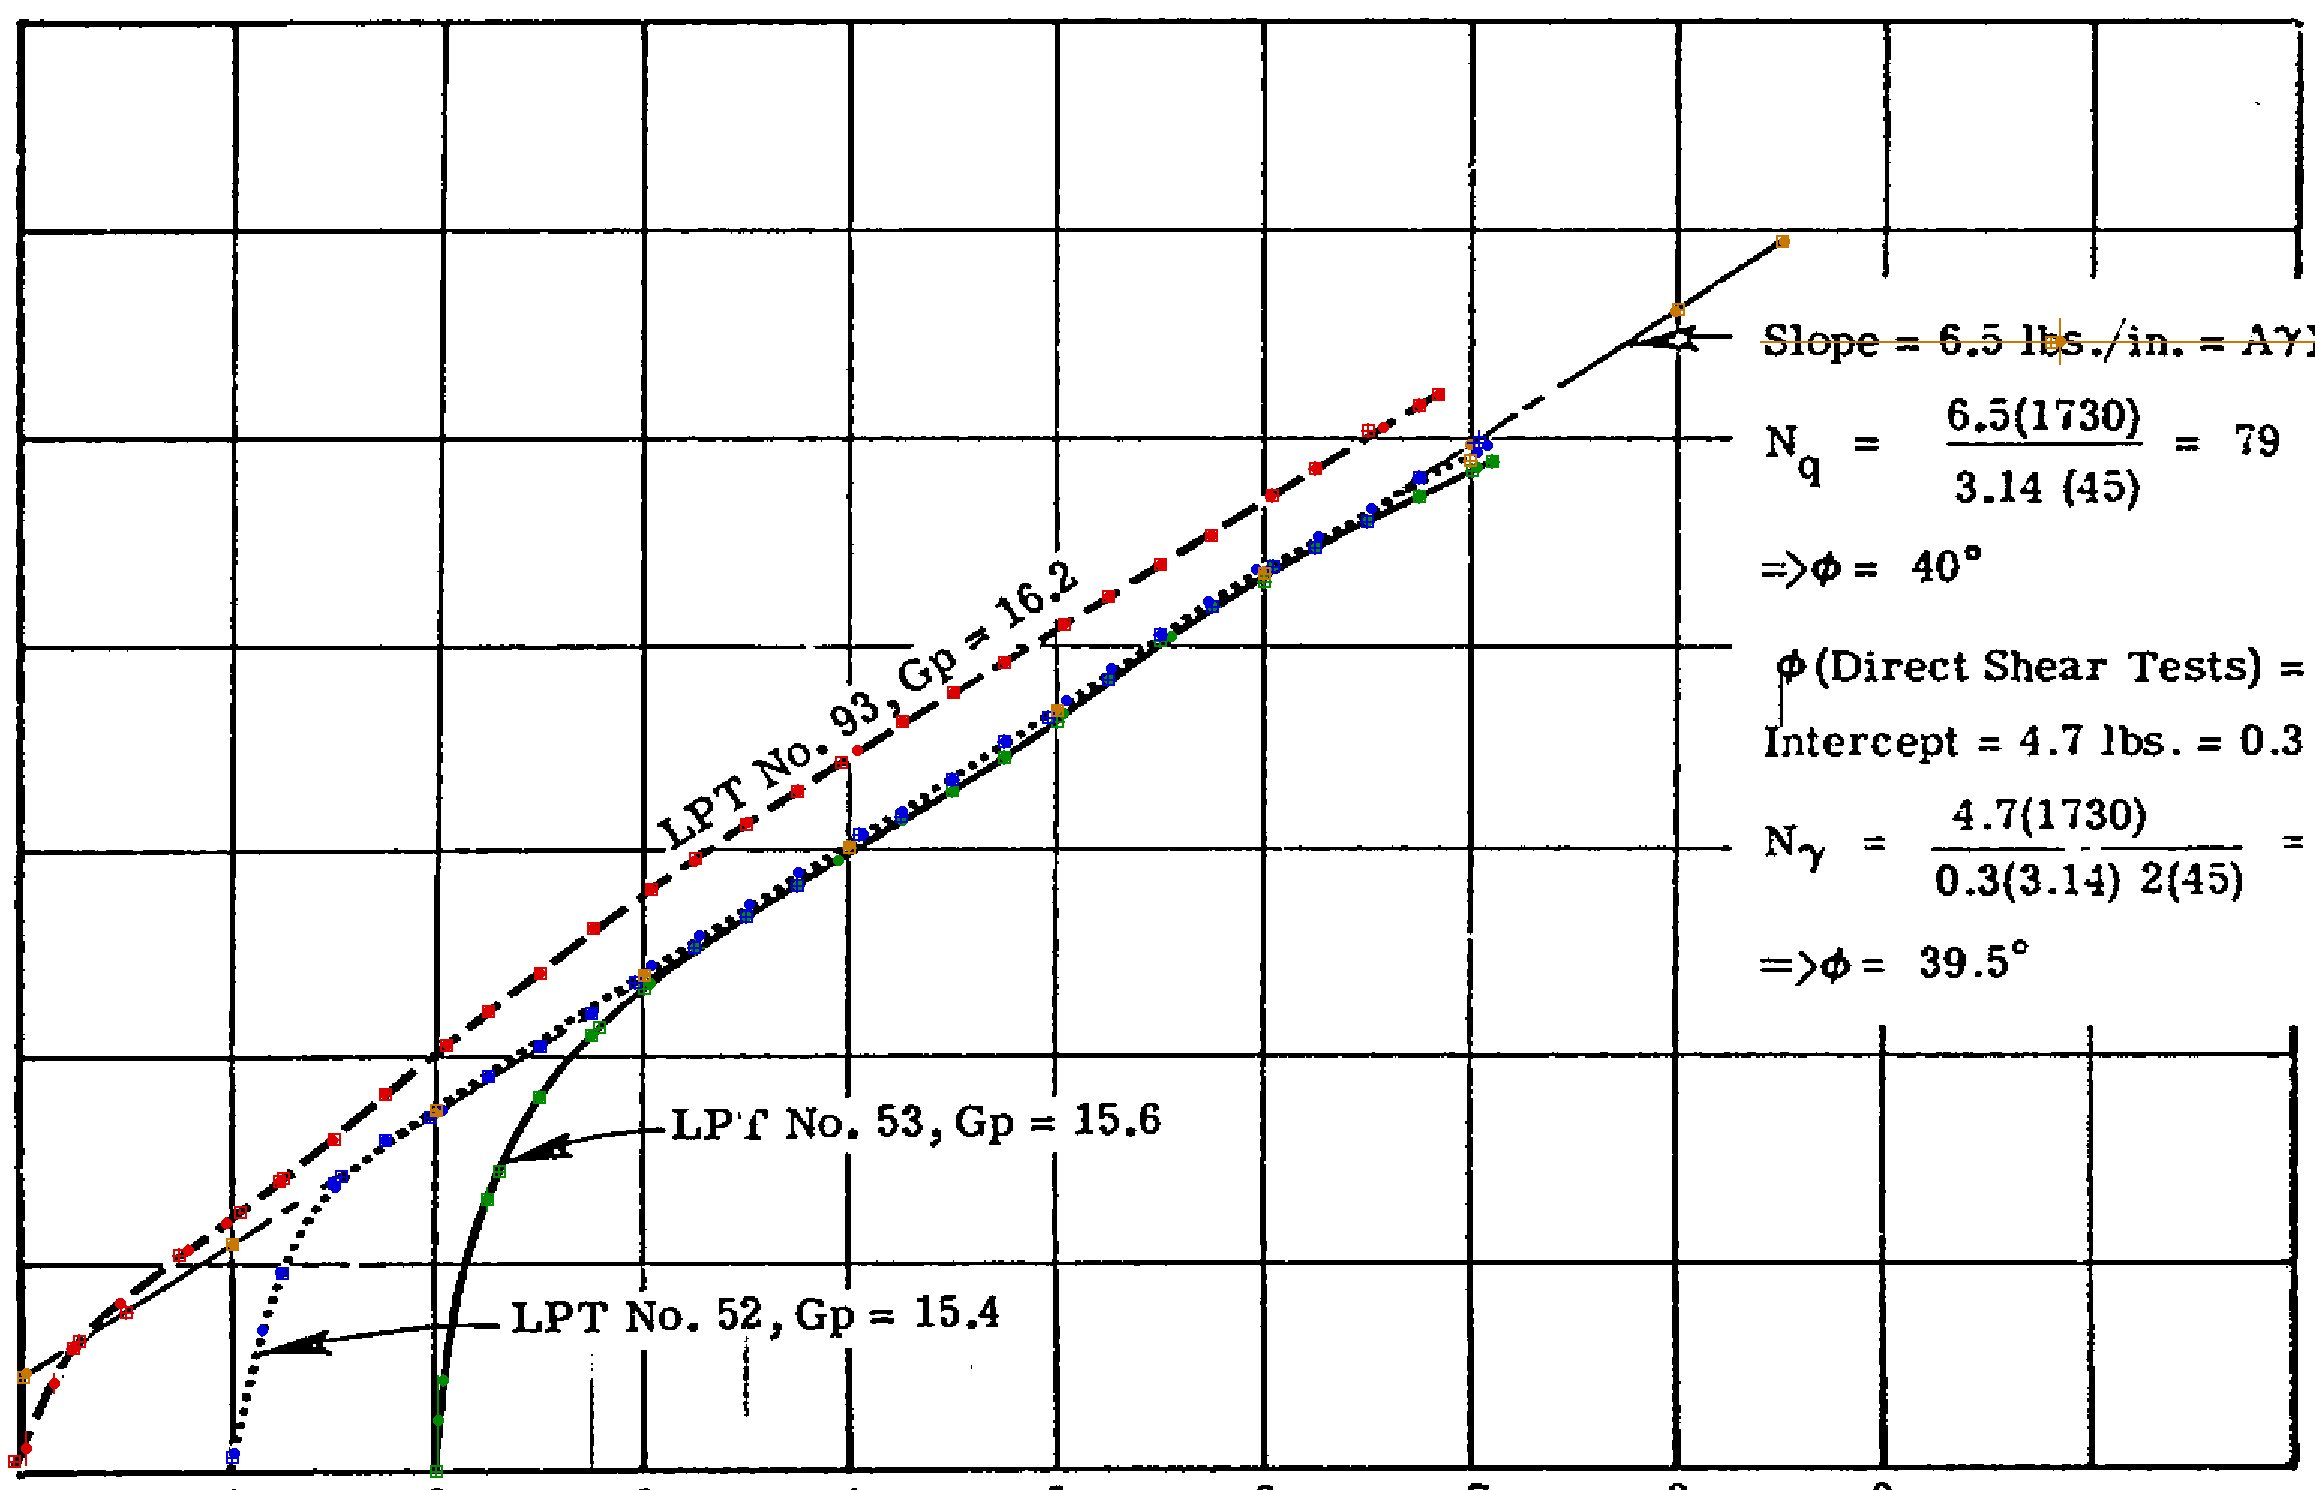 Slope = 6.5 lbs./in. = Aγ
N_q = 6.5(1730) / 3.14 (45) = 79
=>ϕ = 40°
LPT No. 93, Gp = 16.2
ϕ (Direct Shear Tests) =
Intercept = 4.7 lbs. = 0.3
N_γ = 4.7(1730) / 0.3(3.14) 2(45) =
=>ϕ = 39.5°
LPT No. 53, Gp = 15.6
LPT No. 52, Gp = 15.4